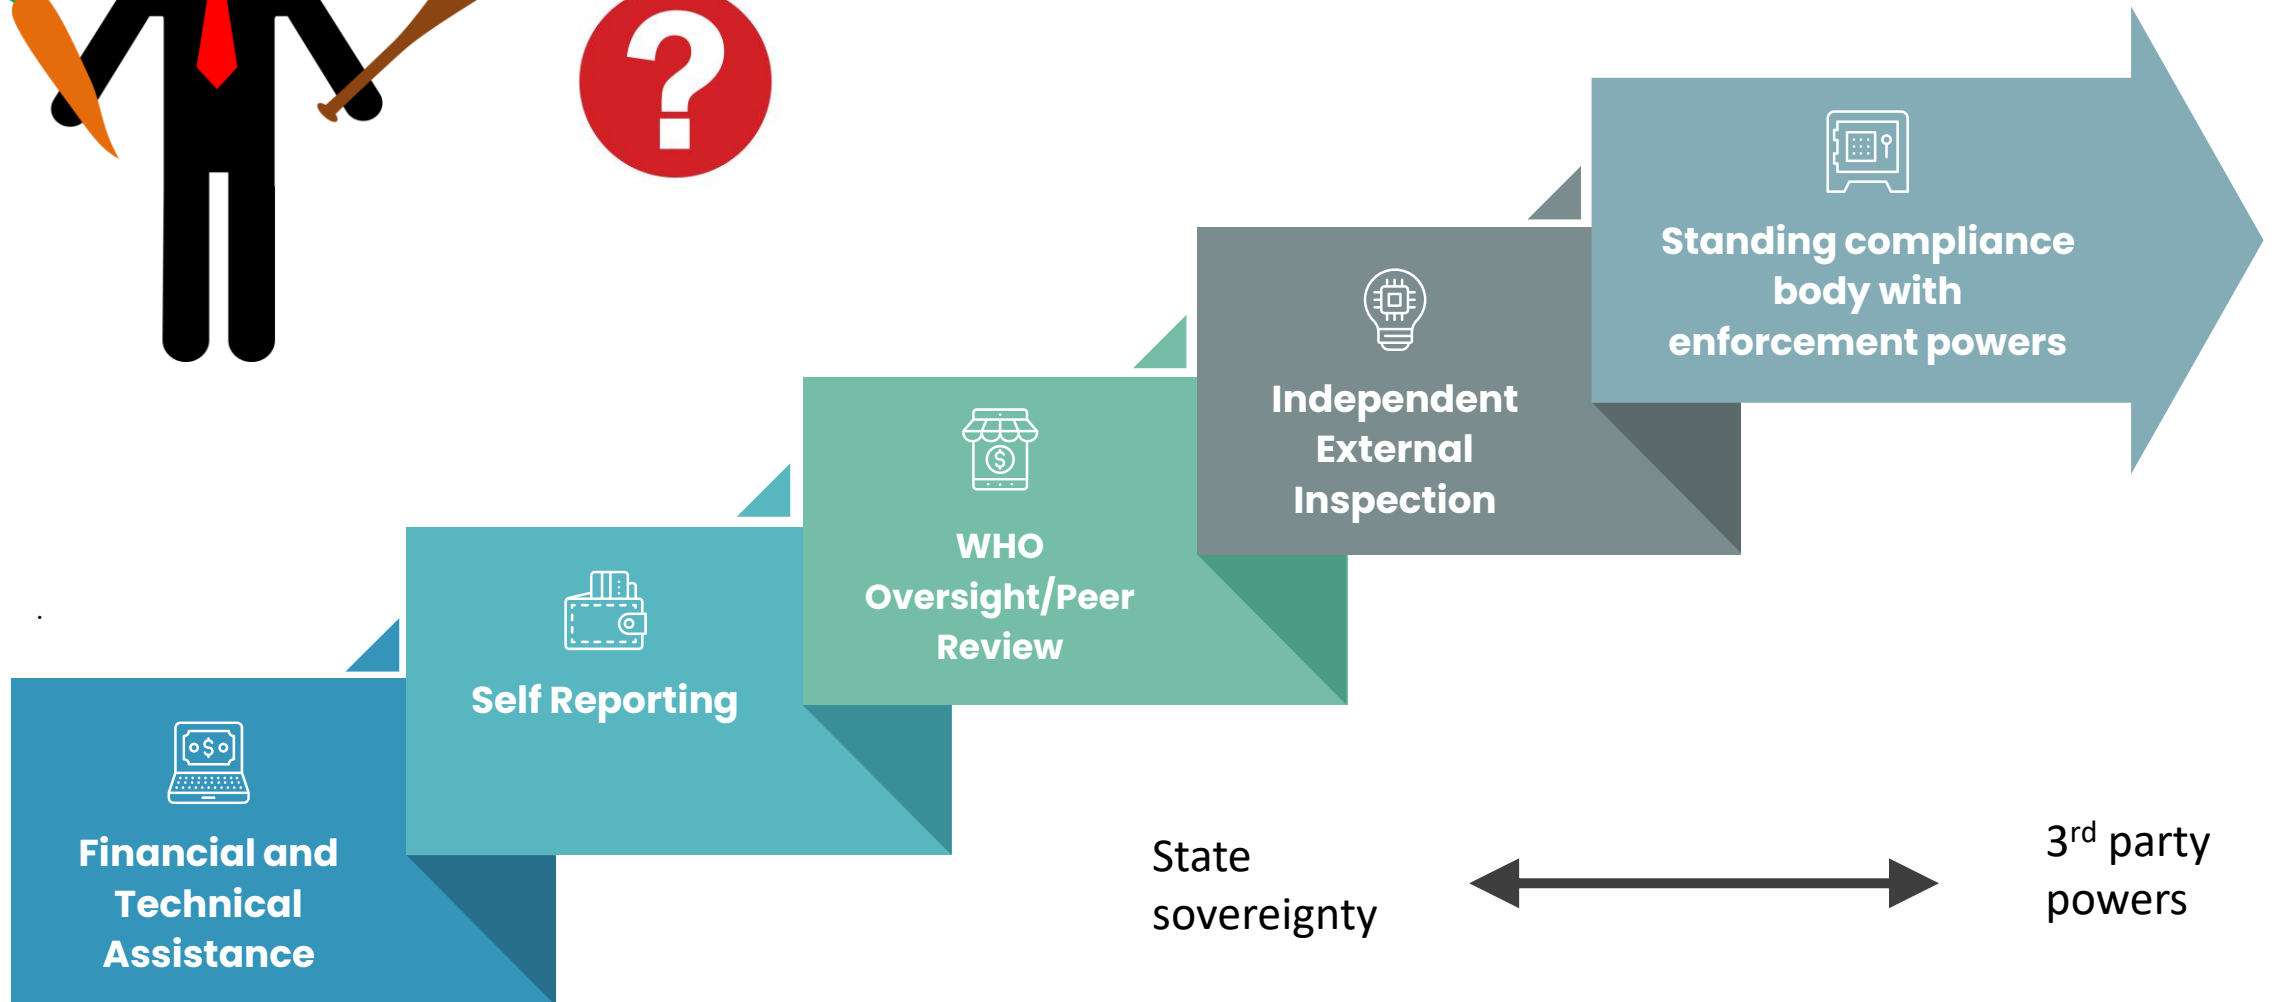 Standing compliance
body with
enforcement powers
Independent
External
Inspection
WHO
Oversight/Peer
Review
Self Reporting
Financial and
Technical
Assistance
State
sovereignty
3rd party
powers